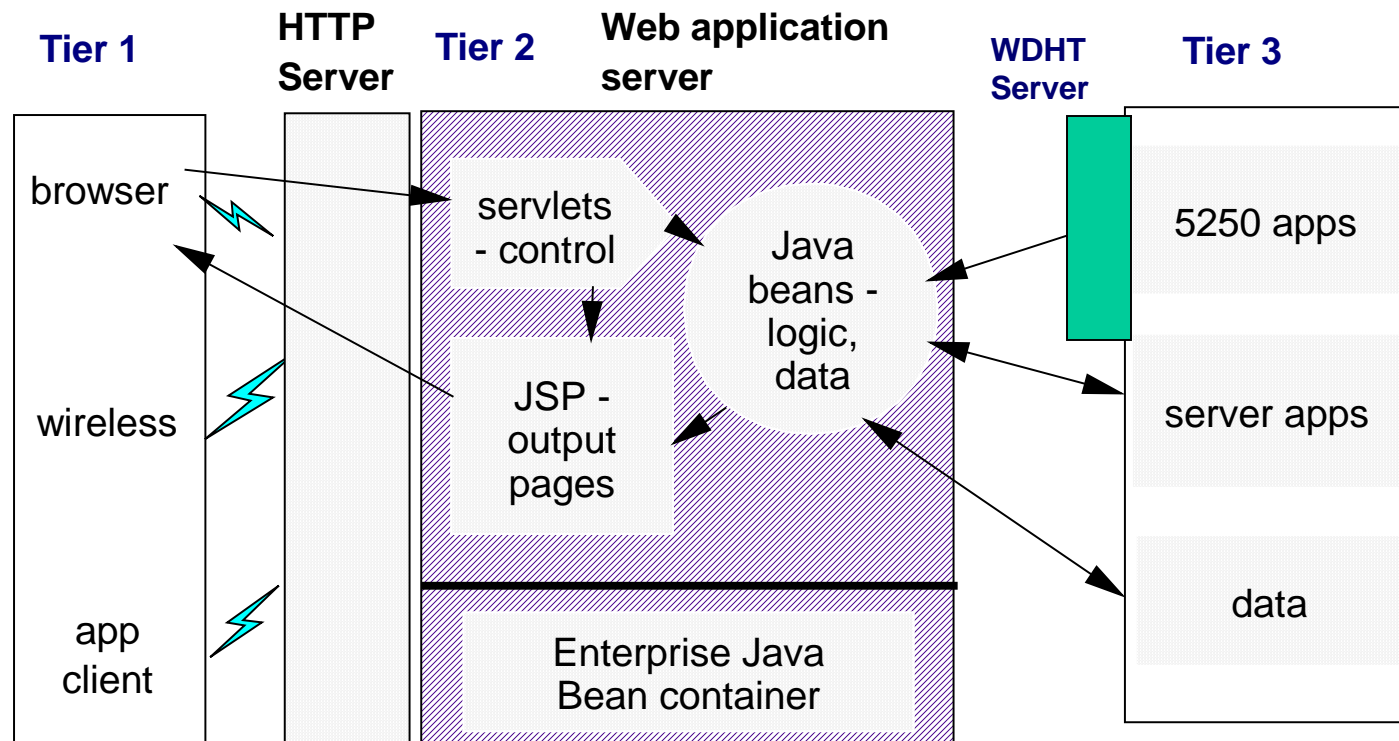 Tier 1
HTTP
Server
Tier 2
Web application
server
WDHT
Server
Tier 3
browser
wireless
app
client
servlets
- control
JSP -
output
pages
Java
beans -
logic,
data
Enterprise Java
Bean container
5250 apps
server apps
data